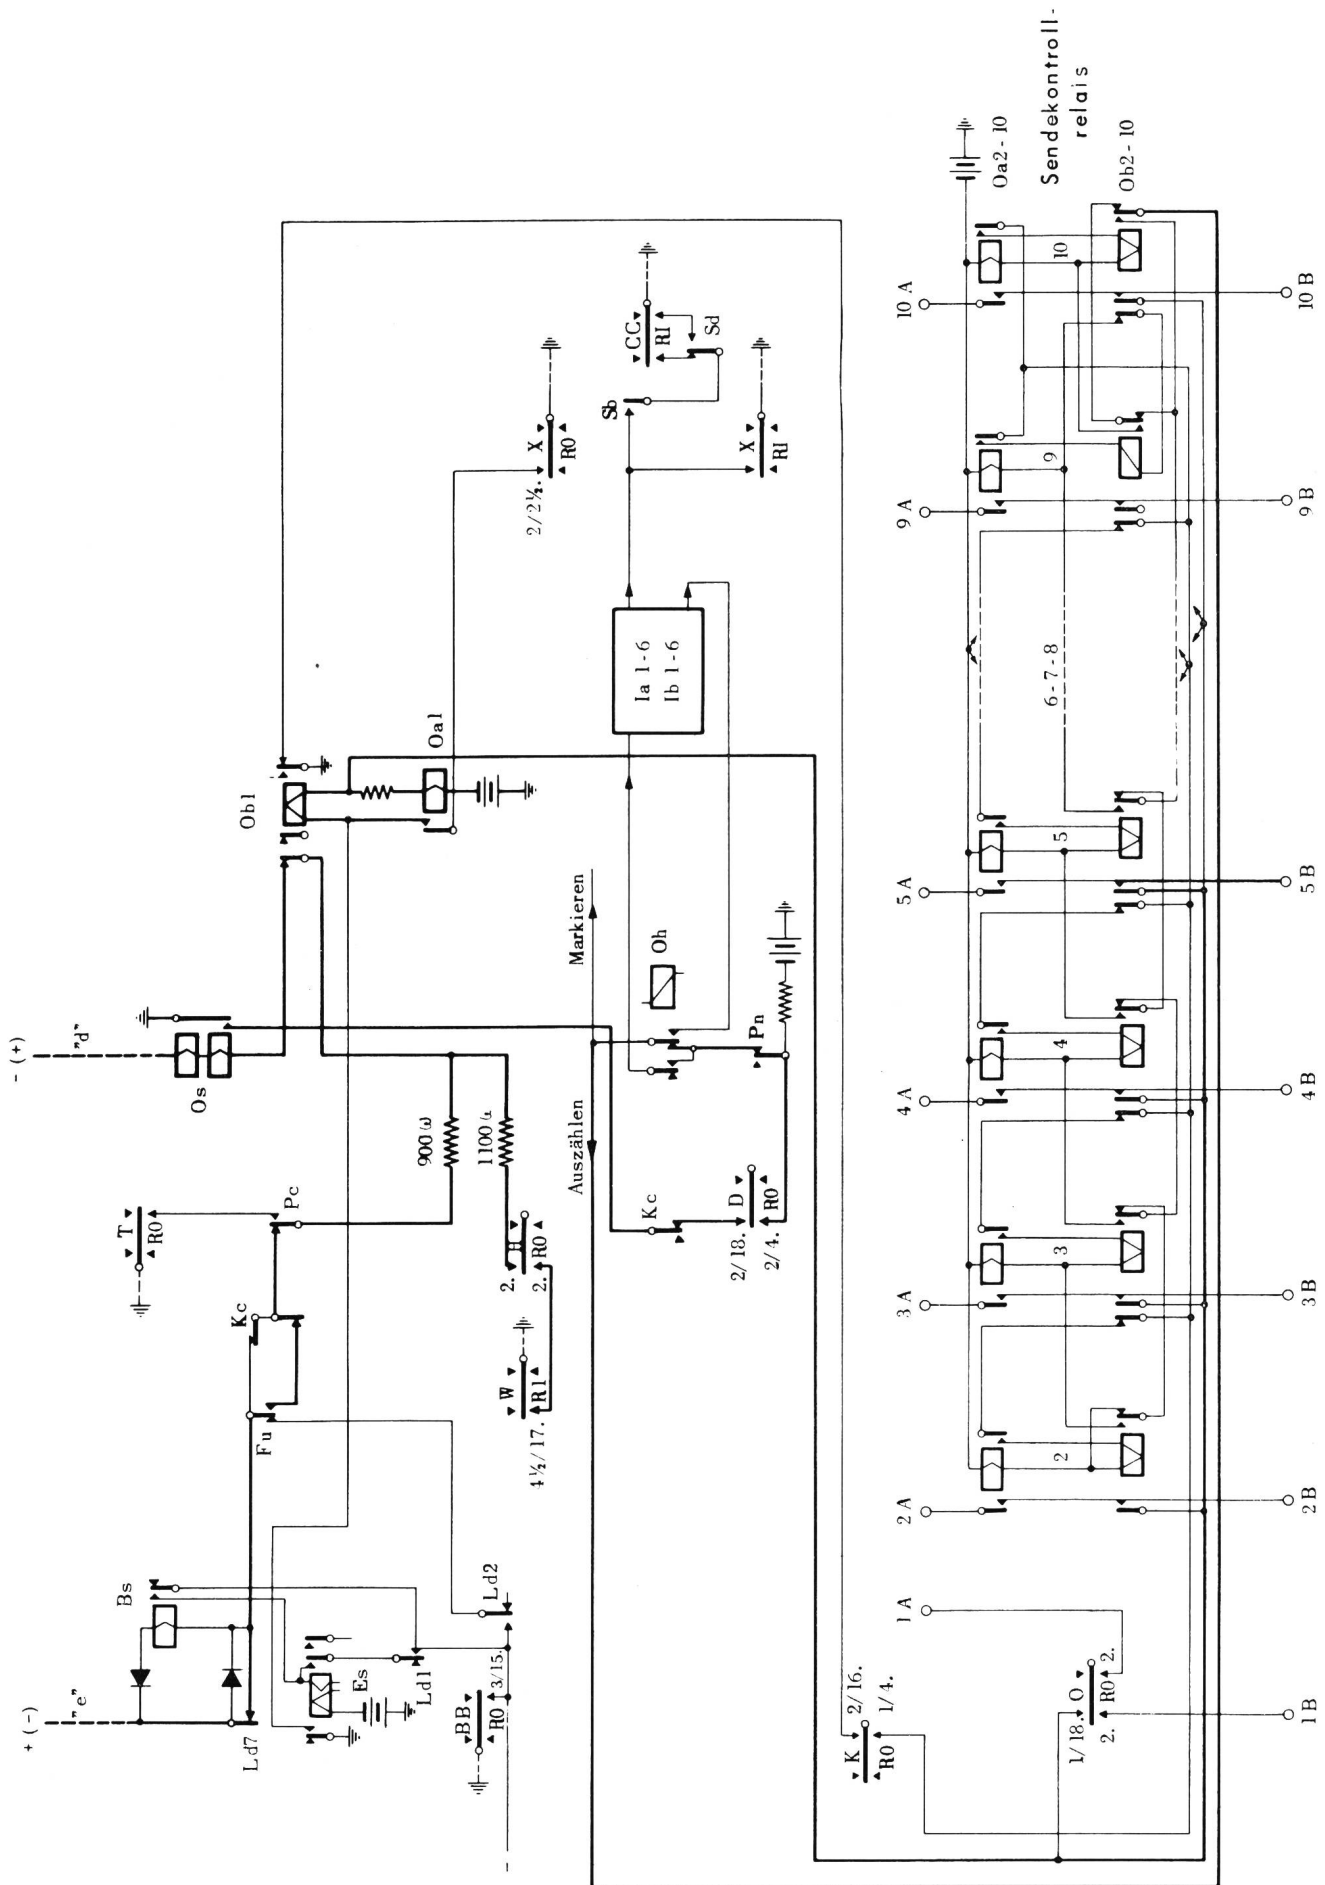 - (+)
"d"
+ (-)
"e"
Os
Ob1
Oa1
T
R0
Pc
Kc
Fu
Bs
Ld7
Es
Ld1
Ld2
BB
R0
3/15.
900 ω
1100
2.
H
R0
2.
W
R1
4 ½/17.
Auszählen
Markieren
Oh
Kc
2/18.
D
R0
2/4.
Pn
Ia 1 - 6
Ib 1 - 6
X
R0
2/2½.
Sb
CC
RI
Sd
X
RI
K
R0
2/16.
1/4.
1/18.
O
R0
2.
2.
Sendekontroll-
relais
Oa2 - 10
Ob2 - 10
1 A
2 A
3 A
4 A
5 A
9 A
10 A
2
3
4
5
6 - 7 - 8
9
10
1 B
2 B
3 B
4 B
5 B
9 B
10 B